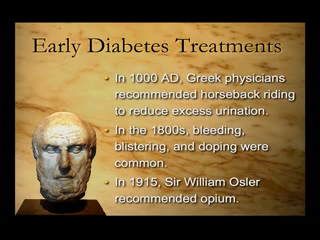 Early Diabetes Treatments
• In 1000 AD, Greek physicians
recommended horseback riding
to reduce excess urination.
• In the 1800s, bleeding,
blistering, and doping were
common.
• In 1915, Sir William Osler
recommended opium.